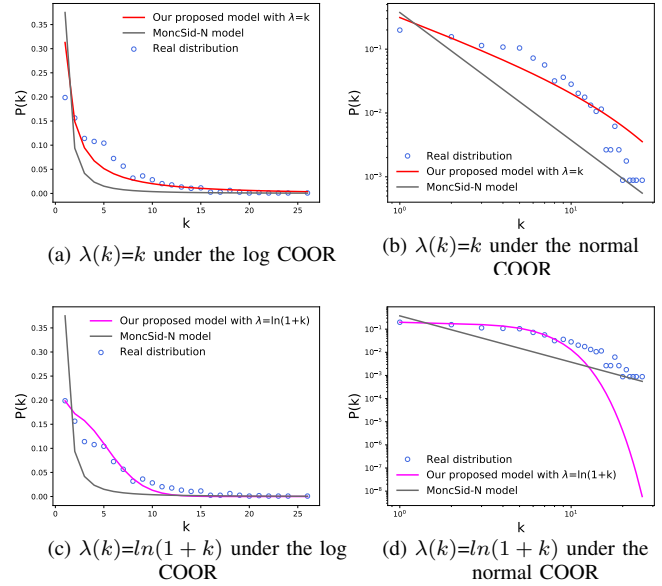 0.35
0.30
0.25
0.20
0.15
0.10
0.05
0.00
P(k)
0 5 10 15 20 25
k
Our proposed model with λ=k
MoncSid-N model
Real distribution
(a) λ(k)=k under the log COOR
10⁻¹
10⁻²
10⁻³
P(k)
10⁰ 10¹
k
Real distribution
Our proposed model with λ=k
MoncSid-N model
(b) λ(k)=k under the normal
COOR
0.35
0.30
0.25
0.20
0.15
0.10
0.05
0.00
P(k)
0 5 10 15 20 25
k
Our proposed model with λ=ln(1+k)
MoncSid-N model
Real distribution
(c) λ(k)=ln(1 + k) under the log
COOR
10⁰
10⁻¹
10⁻²
10⁻³
10⁻⁴
10⁻⁵
10⁻⁶
10⁻⁷
10⁻⁸
P(k)
10⁰ 10¹
k
Real distribution
Our proposed model with λ=ln(1+k)
MoncSid-N model
(d) λ(k)=ln(1 + k) under the
normal COOR